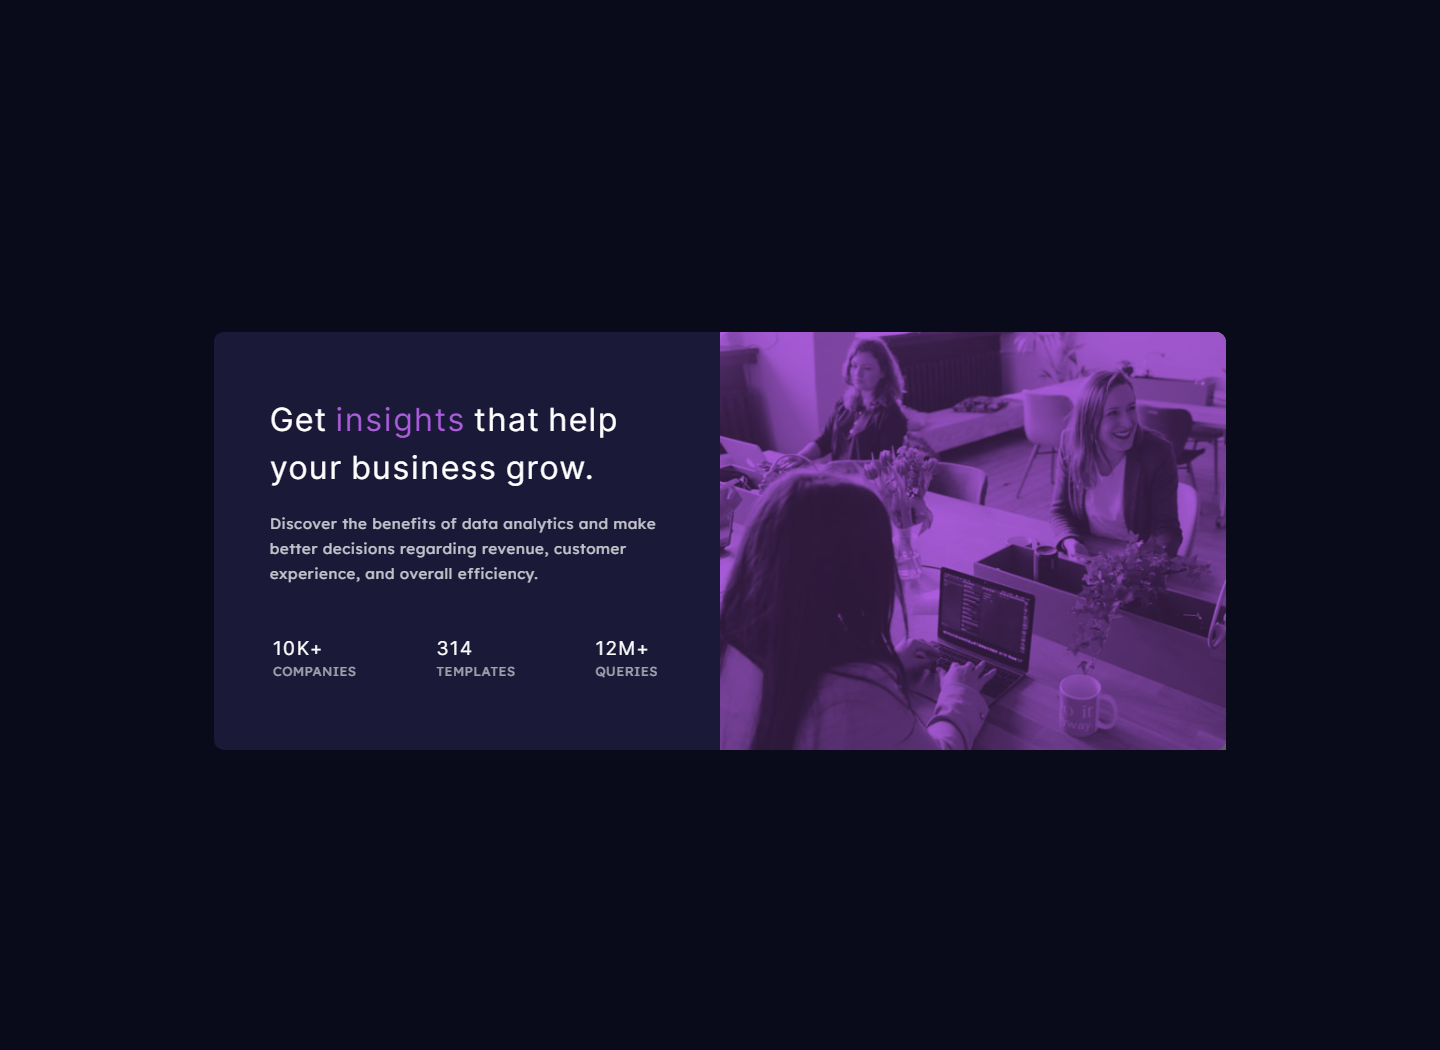 Get insights that help
your business grow.
Discover the benefits of data analytics and make
better decisions regarding revenue, customer
experience, and overall efficiency.
10K+ 314 12M+
COMPANIES TEMPLATES QUERIES